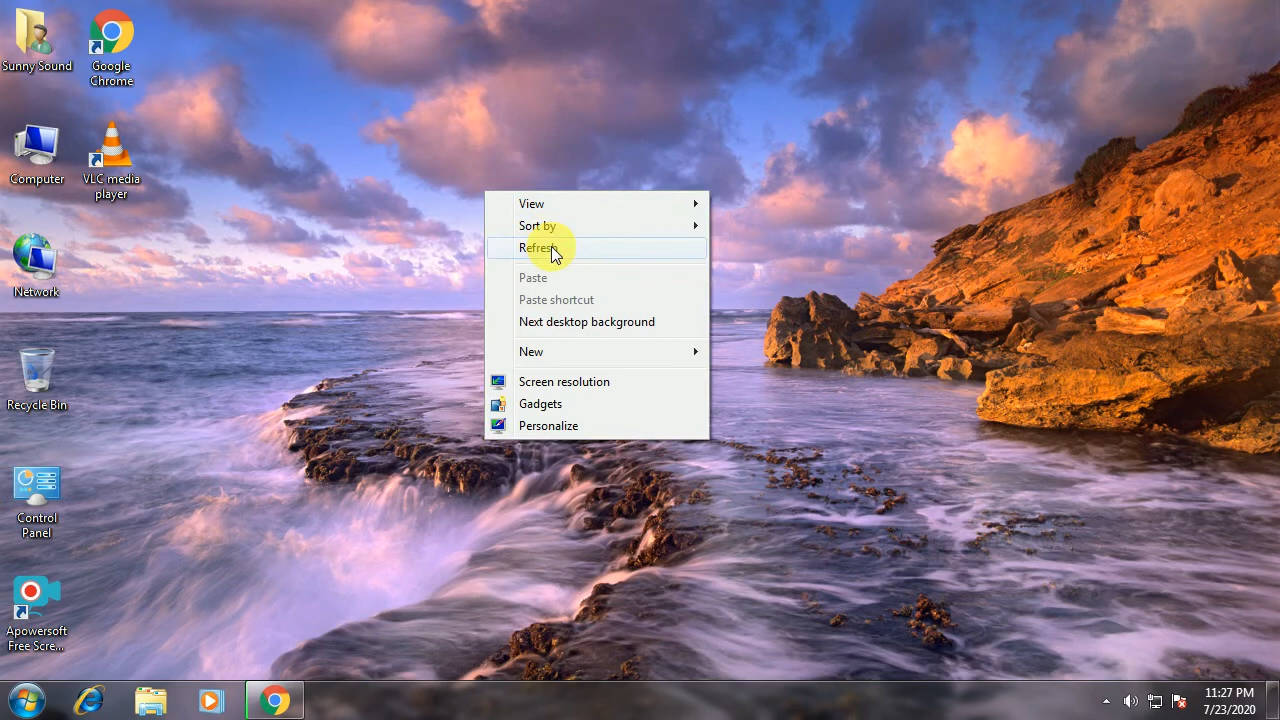 Sunny Sound
Google
Chrome
Computer
VLC media
player
Network
Recycle Bin
Control
Panel
Apowersoft
Free Scre...
View
Sort by
Refresh
Paste
Paste shortcut
Next desktop background
New
Screen resolution
Gadgets
Personalize
11:27 PM
7/23/2020